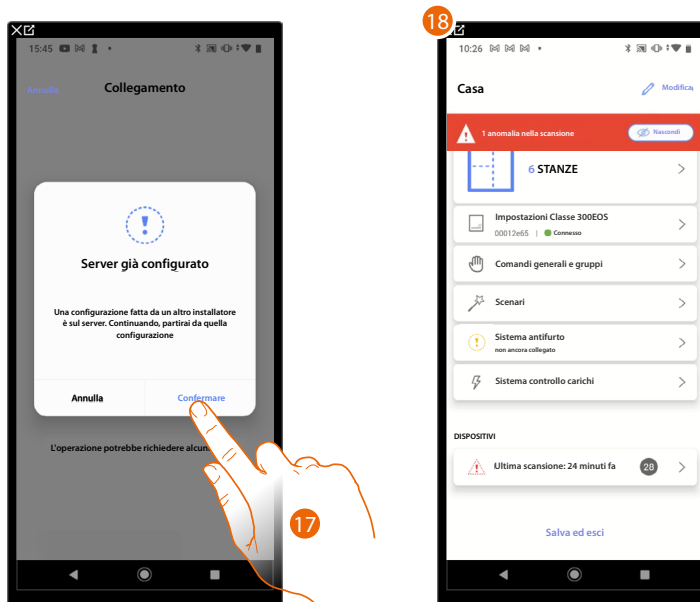 15:45
Annulla
Collegamento
Server già configurato
Una configurazione fatta da un altro installatore
è sul server. Continuando, partirai da quella
configurazione
Annulla
Confermare
L'operazione potrebbe richiedere alcun
17
18
10:26
Casa
Modifica
1 anomalia nella scansione
Nascondi
6 STANZE
Impostazioni Classe 300EOS
00012e65 | Connesso
Comandi generali e gruppi
Scenari
Sistema antifurto
non ancora collegato
Sistema controllo carichi
DISPOSITIVI
Ultima scansione: 24 minuti fa
28
Salva ed esci